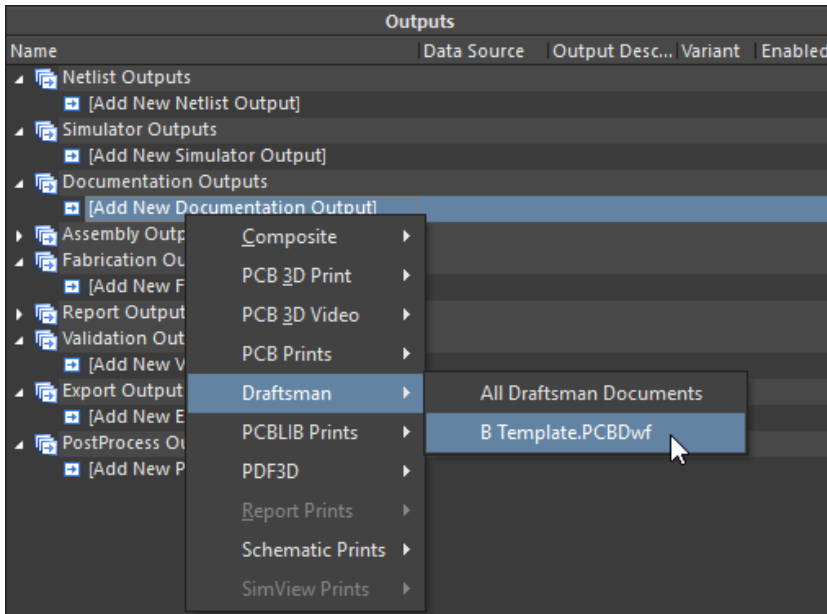 Outputs
Name Data Source Output Desc... Variant Enabled
Netlist Outputs
[Add New Netlist Output]
Simulator Outputs
[Add New Simulator Output]
Documentation Outputs
[Add New Documentation Output]
Assembly Outp
Fabrication Ou
[Add New F
Report Output
Validation Out
[Add New V
Export Output
[Add New E
PostProcess Ou
[Add New P
Composite
PCB 3D Print
PCB 3D Video
PCB Prints
Draftsman
PCBLIB Prints
PDF3D
Report Prints
Schematic Prints
SimView Prints
All Draftsman Documents
B Template.PCBDwf